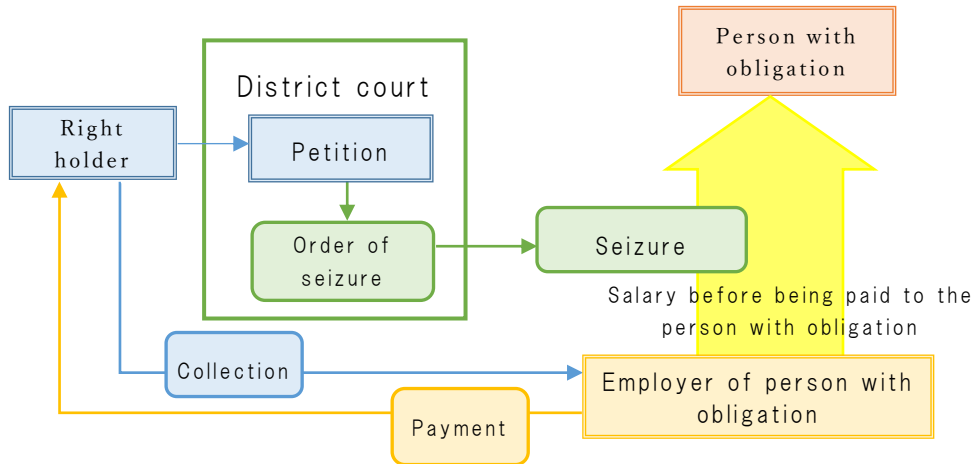 Person with
obligation
District court
Right
holder
Petition
Order of
seizure
Seizure
Salary before being paid to the
person with obligation
Collection
Employer of person with
obligation
Payment